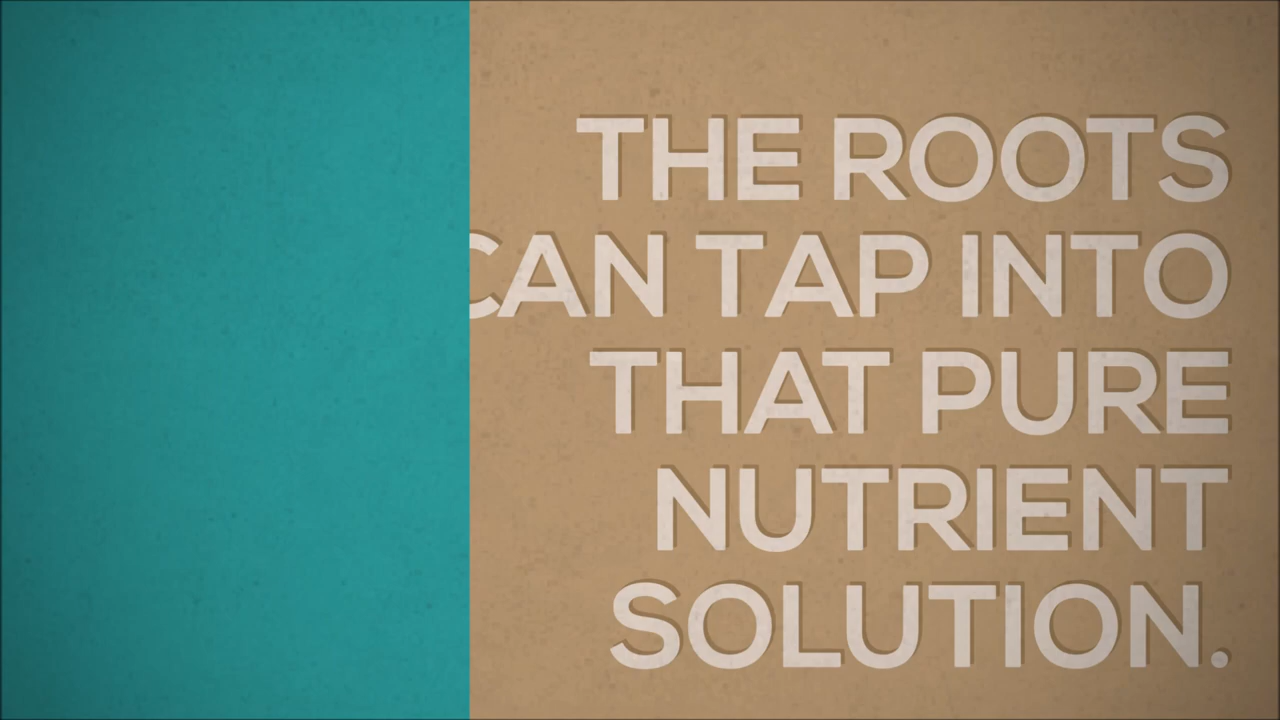 THE ROOTS
CAN TAP INTO
THAT PURE
NUTRIENT
SOLUTION.